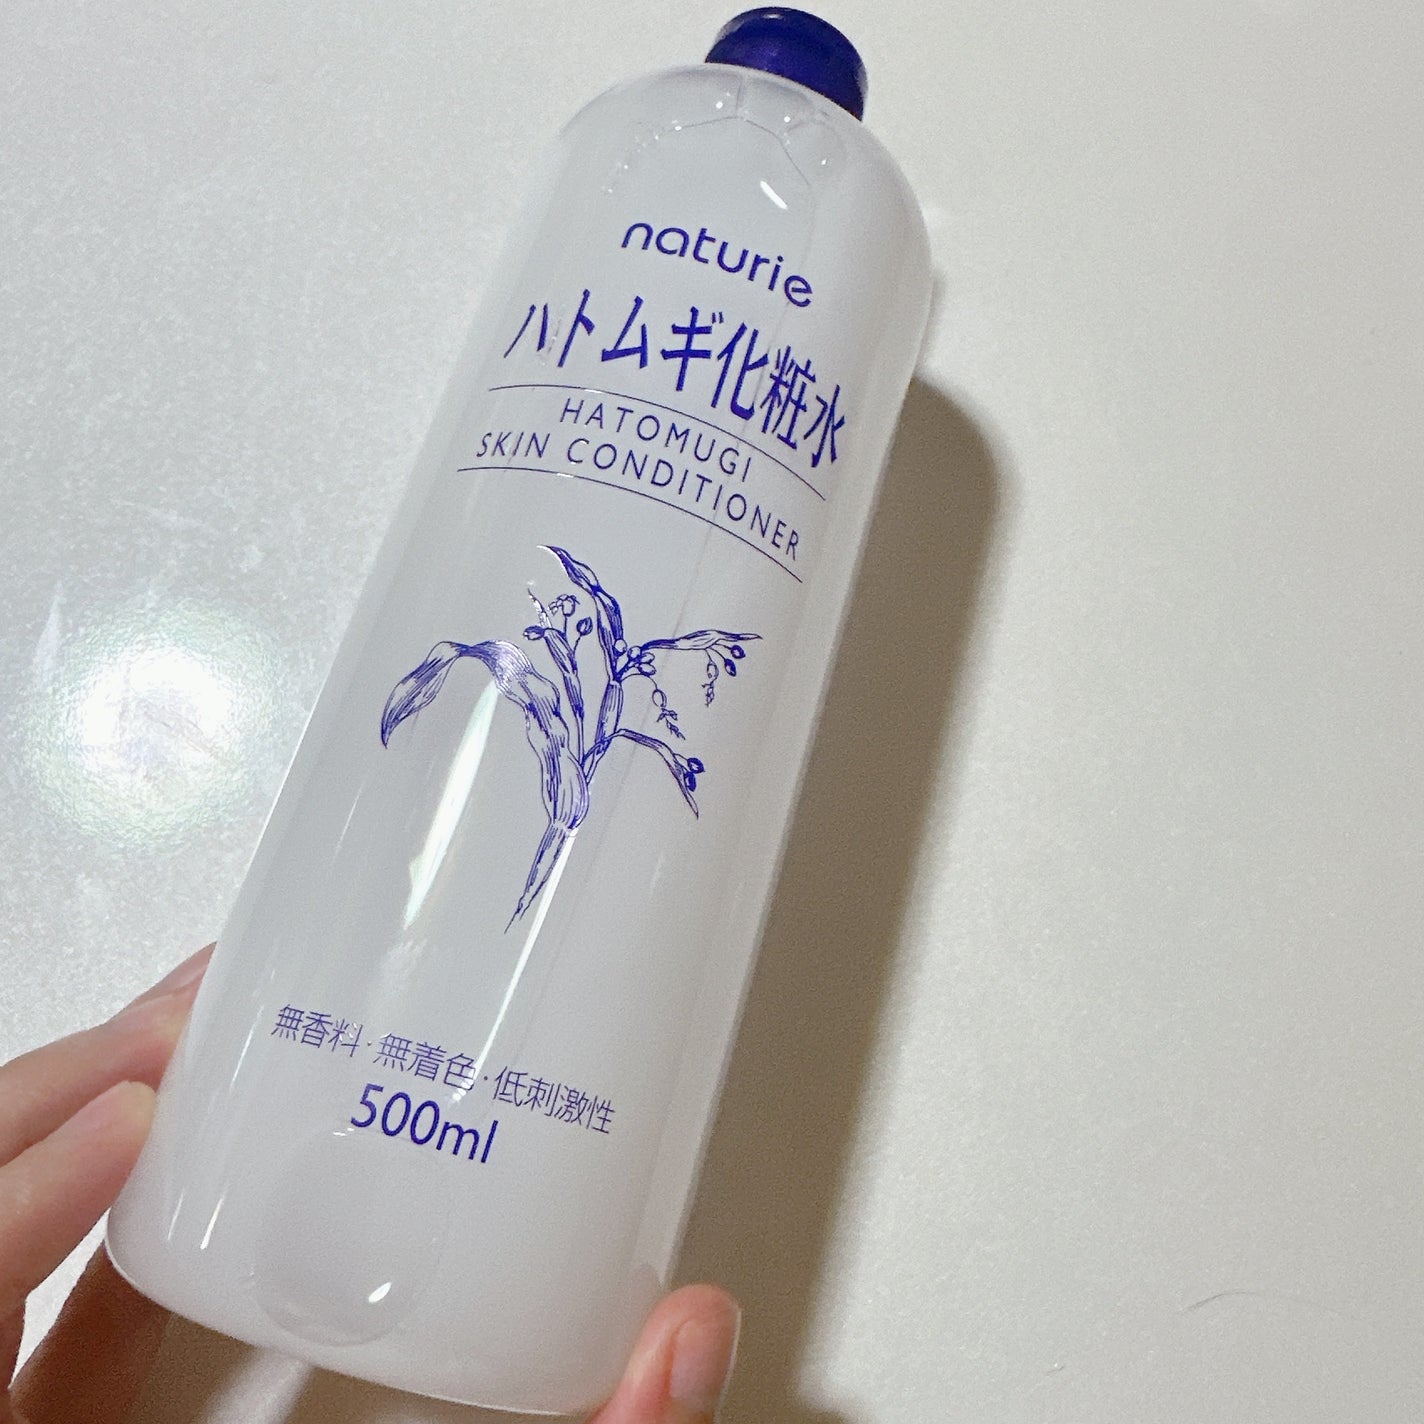 naturie
ハトムギ化粧水
HATOMUGI
SKIN CONDITIONER
無香料・無着色・低刺激性
500ml